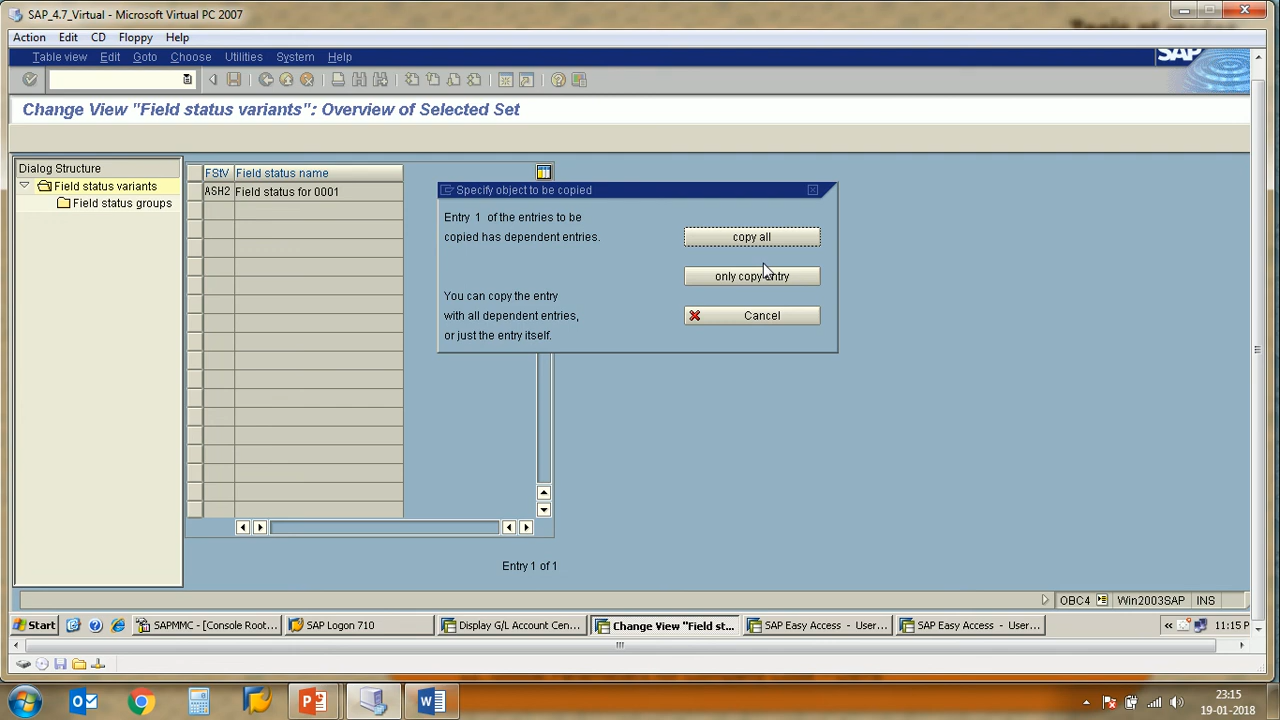 SAP_4.7_Virtual - Microsoft Virtual PC 2007
Action Edit CD Floppy Help
Table view Edit Goto Choose Utilities System Help
SAP
Change View "Field status variants": Overview of Selected Set
Dialog Structure
Field status variants
Field status groups
FStV Field status name
ASH2 Field status for 0001
Specify object to be copied
Entry 1 of the entries to be
copied has dependent entries.
copy all
only copy entry
You can copy the entry
with all dependent entries,
or just the entry itself.
Cancel
Entry 1 of 1
OBC4 Win2003SAP INS
Start SAPMMC - [Console Root... SAP Logon 710 Display G/L Account Cen... Change View "Field st... SAP Easy Access - User... SAP Easy Access - User... « 11:15 PM
23:15
19-01-2018